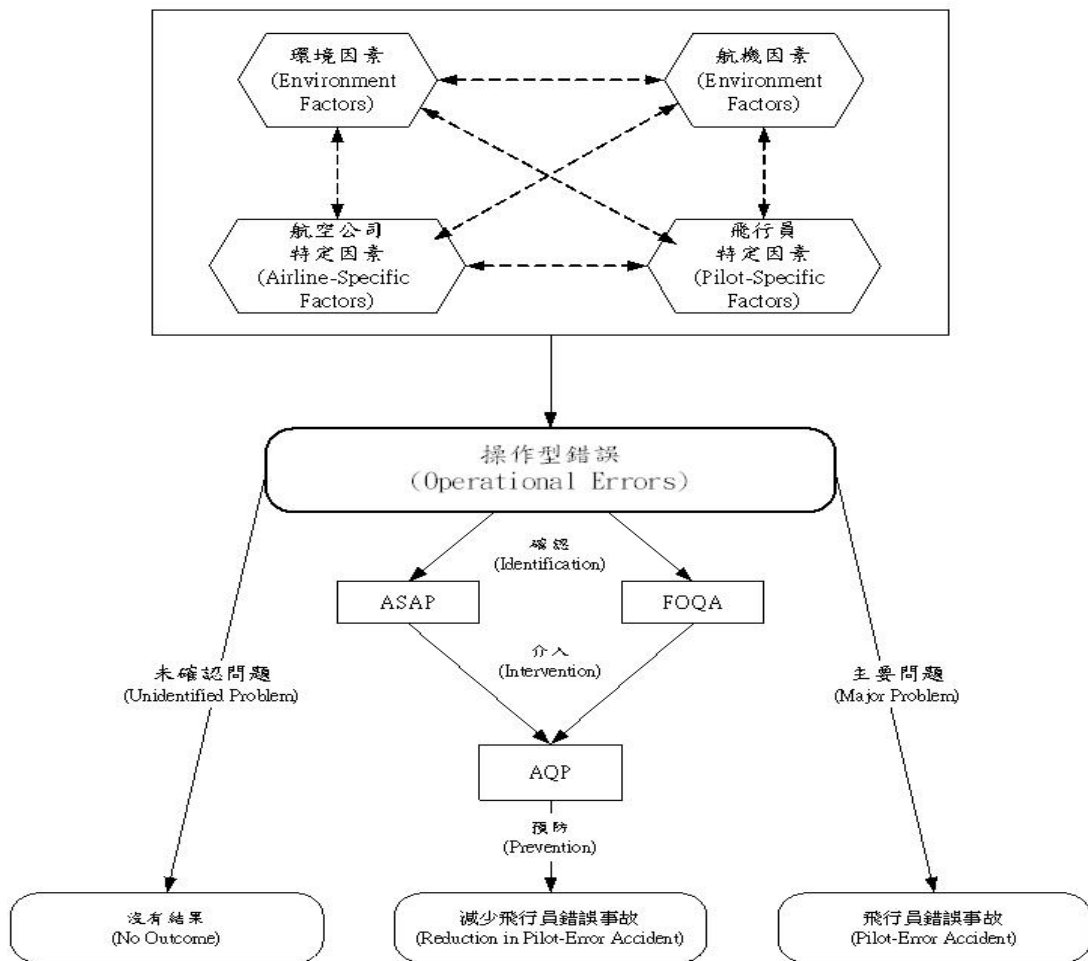 環境因素
(Environment
Factors)
航機因素
(Environment
Factors)
航空公司
特定因素
(Airline-Specific
Factors)
飛行員
特定因素
(Pilot-Specific
Factors)
操作型錯誤
(Operational Errors)
確認
(Identification)
ASAP
FOQA
介入
(Intervention)
未確認問題
(Unidentified Problem)
主要問題
(Major Problem)
AQP
預防
(Prevention)
沒有結果
(No Outcome)
減少飛行員錯誤事故
(Reduction in Pilot-Error Accident)
飛行員錯誤事故
(Pilot-Error Accident)